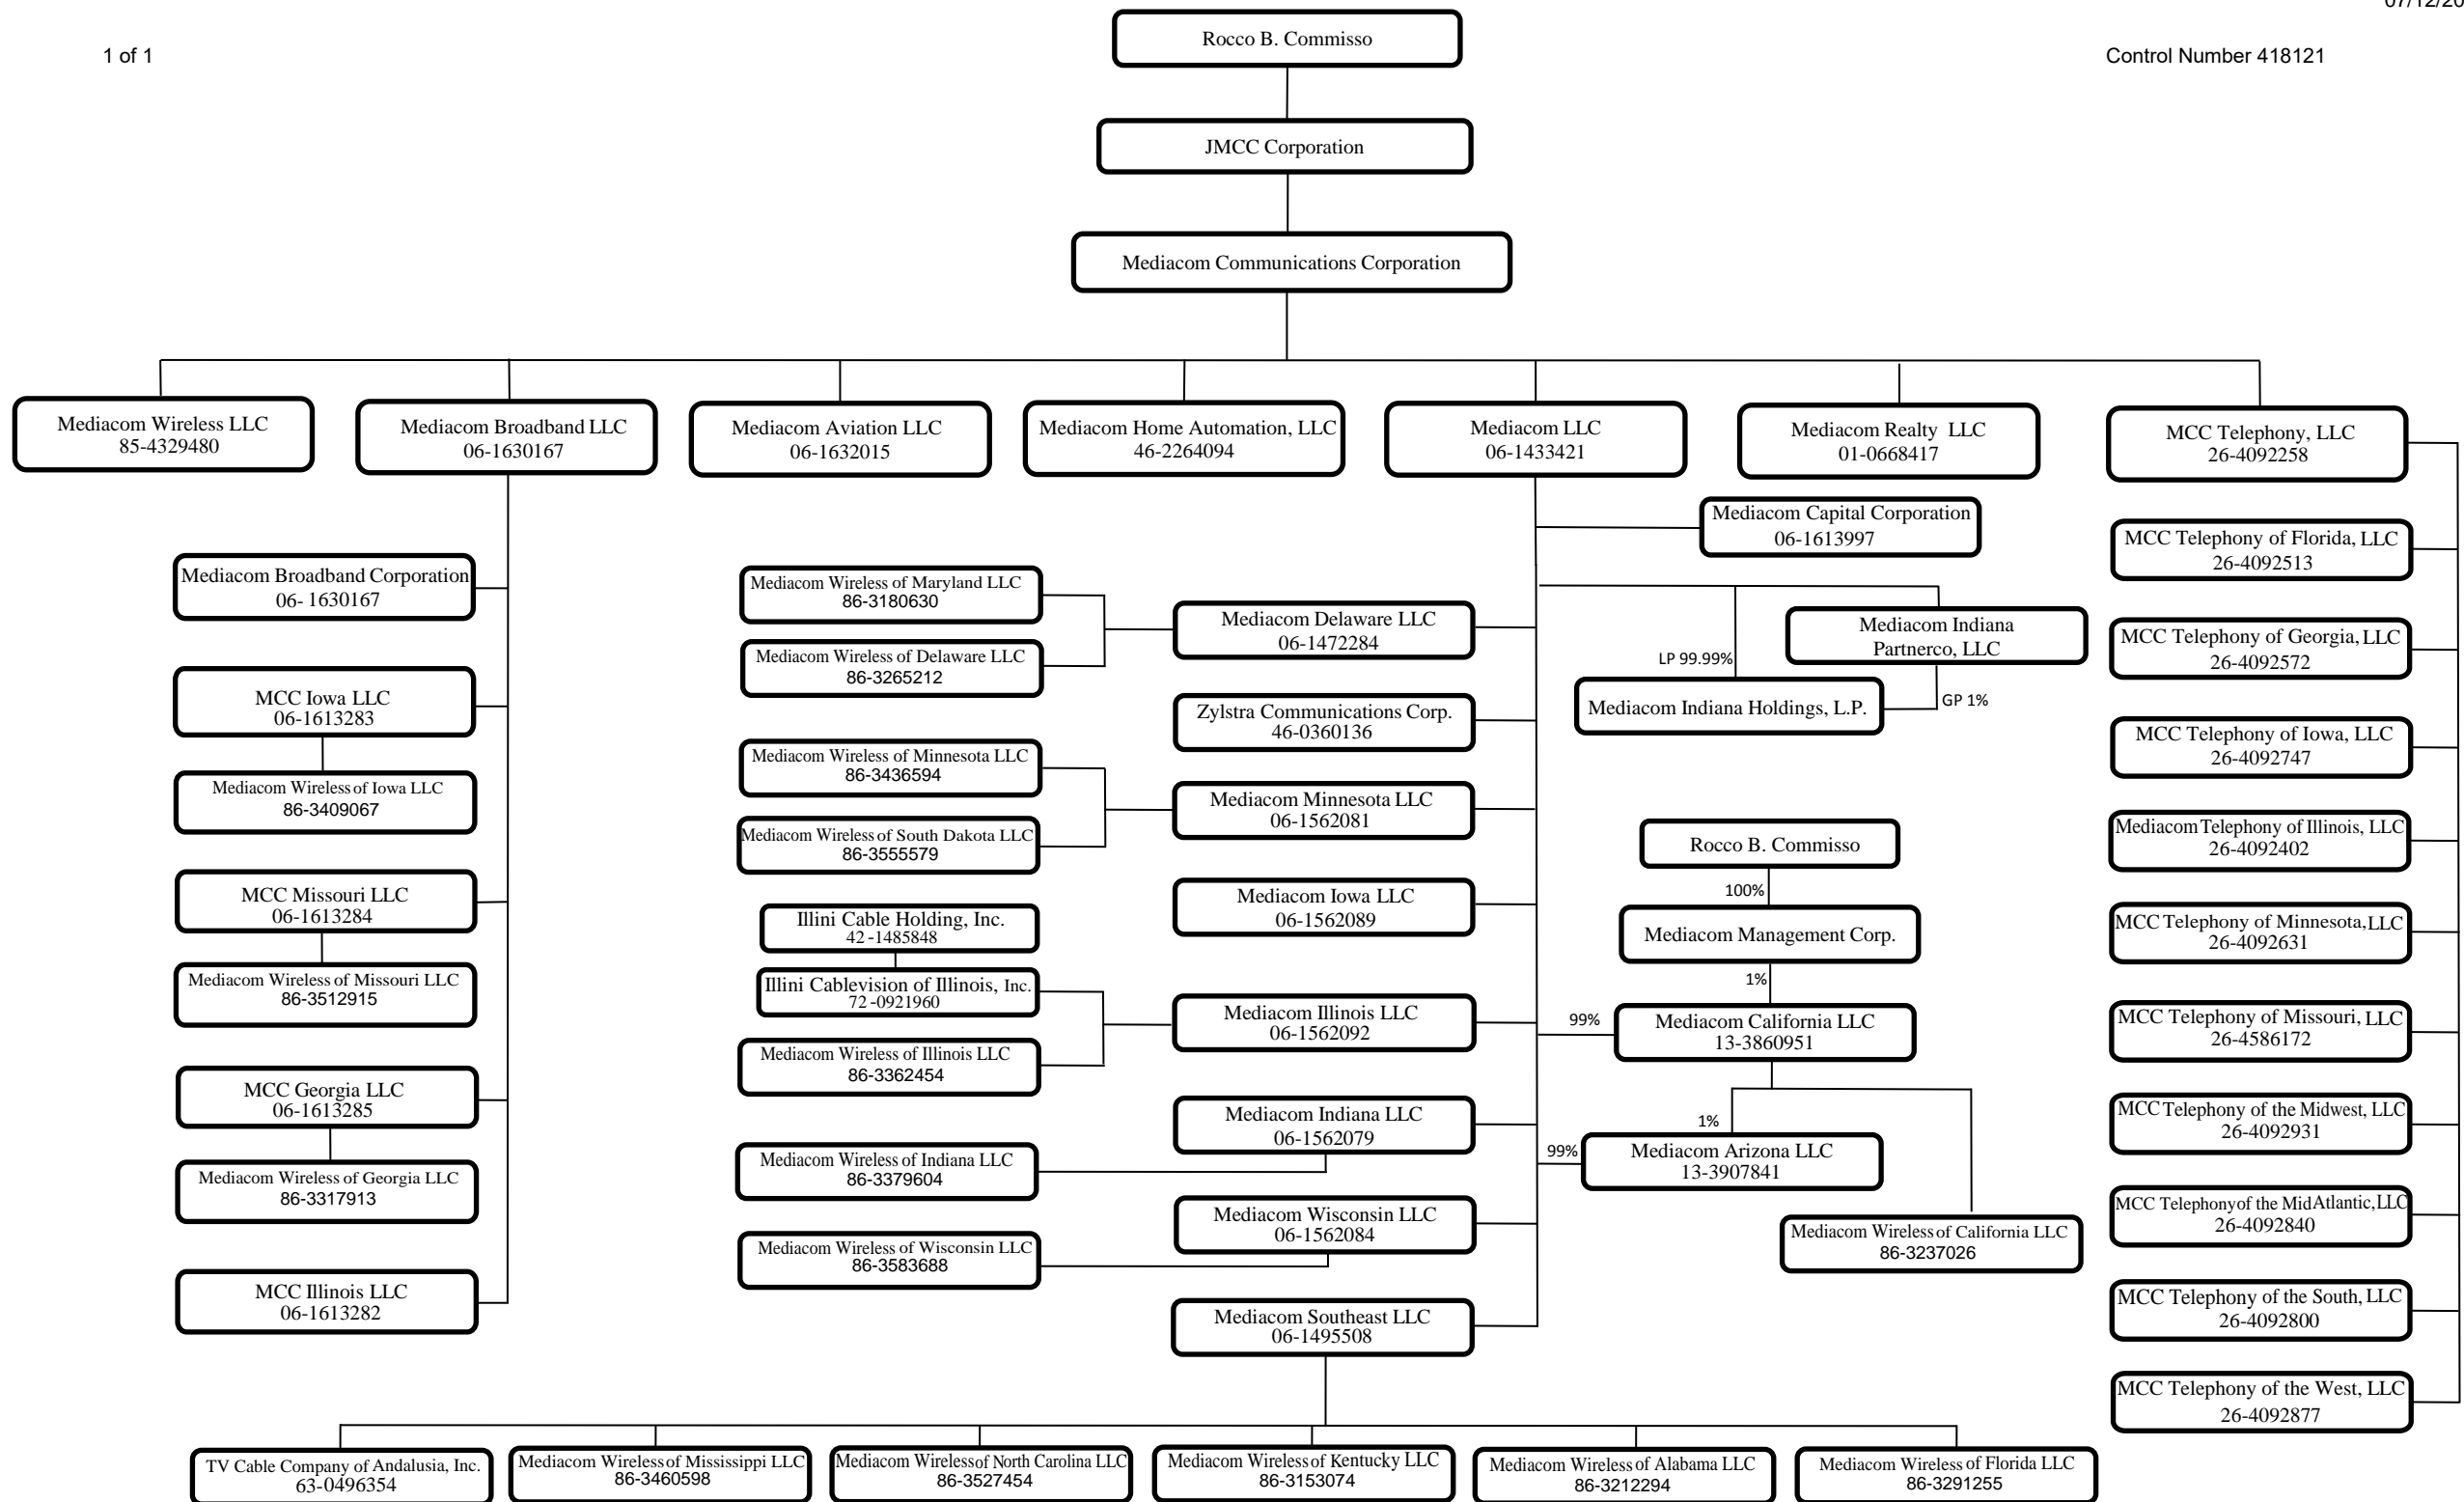 07/12/20
1 of 1
Control Number 418121
Rocco B. Commisso
JMCC Corporation
Mediacom Communications Corporation
Mediacom Wireless LLC
85-4329480
Mediacom Broadband LLC
06-1630167
Mediacom Aviation LLC
06-1632015
Mediacom Home Automation, LLC
46-2264094
Mediacom LLC
06-1433421
Mediacom Realty LLC
01-0668417
MCC Telephony, LLC
26-4092258
Mediacom Broadband Corporation
06- 1630167
MCC Iowa LLC
06-1613283
Mediacom Wireless of Iowa LLC
86-3409067
MCC Missouri LLC
06-1613284
Mediacom Wireless of Missouri LLC
86-3512915
MCC Georgia LLC
06-1613285
Mediacom Wireless of Georgia LLC
86-3317913
MCC Illinois LLC
06-1613282
Mediacom Wireless of Maryland LLC
86-3180630
Mediacom Wireless of Delaware LLC
86-3265212
Mediacom Wireless of Minnesota LLC
86-3436594
Mediacom Wireless of South Dakota LLC
86-3555579
Illini Cable Holding, Inc.
42 -1485848
Illini Cablevision of Illinois, Inc.
72 -0921960
Mediacom Wireless of Illinois LLC
86-3362454
Mediacom Wireless of Indiana LLC
86-3379604
Mediacom Wireless of Wisconsin LLC
86-3583688
Mediacom Delaware LLC
06-1472284
Zylstra Communications Corp.
46-0360136
Mediacom Minnesota LLC
06-1562081
Mediacom Iowa LLC
06-1562089
Mediacom Illinois LLC
06-1562092
Mediacom Indiana LLC
06-1562079
Mediacom Wisconsin LLC
06-1562084
Mediacom Southeast LLC
06-1495508
Mediacom Capital Corporation
06-1613997
Mediacom Indiana
Partnerco, LLC
LP 99.99%
Mediacom Indiana Holdings, L.P.
GP 1%
Rocco B. Commisso
100%
Mediacom Management Corp.
1%
99%
Mediacom California LLC
13-3860951
1%
99%
Mediacom Arizona LLC
13-3907841
Mediacom Wireless of California LLC
86-3237026
MCC Telephony of Florida, LLC
26-4092513
MCC Telephony of Georgia, LLC
26-4092572
MCC Telephony of Iowa, LLC
26-4092747
Mediacom Telephony of Illinois, LLC
26-4092402
MCC Telephony of Minnesota, LLC
26-4092631
MCC Telephony of Missouri, LLC
26-4586172
MCC Telephony of the Midwest, LLC
26-4092931
MCC Telephony of the MidAtlantic, LLC
26-4092840
MCC Telephony of the South, LLC
26-4092800
MCC Telephony of the West, LLC
26-4092877
TV Cable Company of Andalusia, Inc.
63-0496354
Mediacom Wireless of Mississippi LLC
86-3460598
Mediacom Wireless of North Carolina LLC
86-3527454
Mediacom Wireless of Kentucky LLC
86-3153074
Mediacom Wireless of Alabama LLC
86-3212294
Mediacom Wireless of Florida LLC
86-3291255